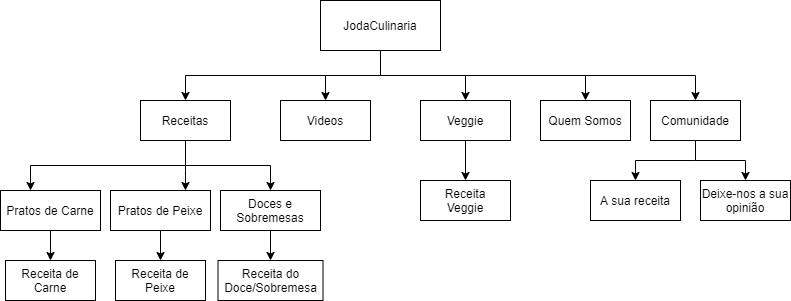 JodaCulinaria
Receitas
Videos
Veggie
Quem Somos
Comunidade
Pratos de Carne
Pratos de Peixe
Doces e
Sobremesas
Receita
Veggie
A sua receita
Deixe-nos a sua
opinião
Receita de
Carne
Receita de
Peixe
Receita do
Doce/Sobremesa